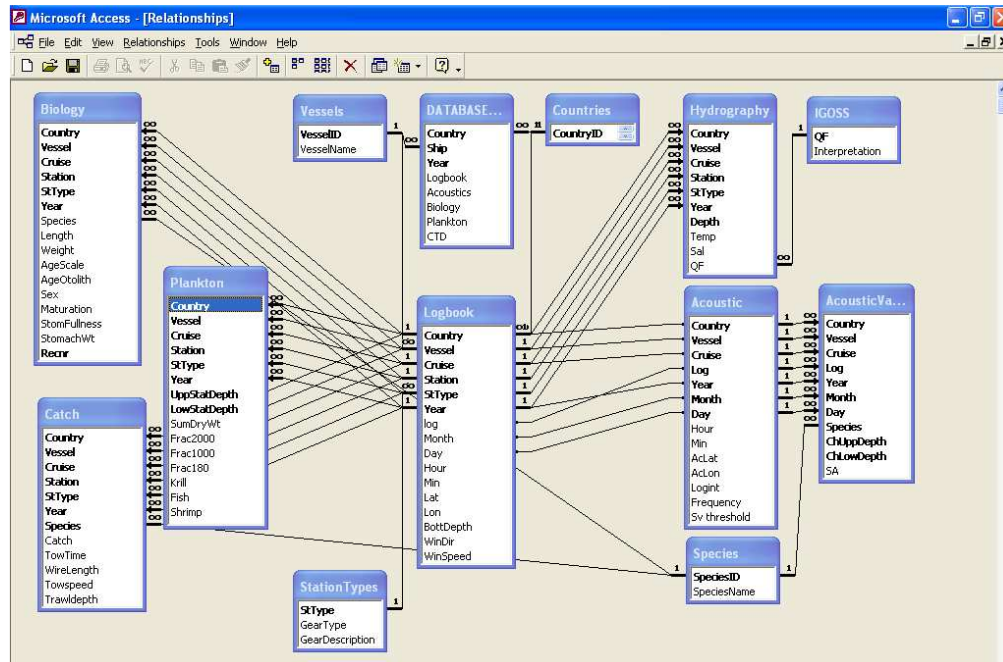 Microsoft Access - [Relationships]
File Edit View Relationships Tools Window Help
Biology
Country
Vessel
Cruise
Station
StType
Year
Species
Length
Weight
AgeScale
AgeOtolith
Sex
Maturation
StomFullness
StomachWt
Recnr
Vessels
VesselID
VesselName
DATABASE...
Country
Ship
Year
Logbook
Acoustics
Biology
Plankton
CTD
Countries
CountryID
Hydrography
Country
Vessel
Cruise
Station
StType
Year
Depth
Temp
Sal
QF
IGOSS
QF
Interpretation
Plankton
Country
Vessel
Cruise
Station
StType
Year
UppStatDepth
LowStatDepth
SumDryWt
Frac2000
Frac1000
Frac180
Krill
Fish
Shrimp
Logbook
Country
Vessel
Cruise
Station
StType
Year
log
Month
Day
Hour
Min
Lat
Lon
BottDepth
WinDir
WinSpeed
Acoustic
Country
Vessel
Cruise
Log
Year
Month
Day
Hour
Min
AcLat
AcLon
Logint
Frequency
Sv threshold
AcousticVa...
Country
Vessel
Cruise
Log
Year
Month
Day
Species
ChUppDepth
ChLowDepth
SA
Catch
Country
Vessel
Cruise
Station
StType
Year
Species
Catch
TowTime
WireLength
Towspeed
Trawldepth
StationTypes
StType
GearType
GearDescription
Species
SpeciesID
SpeciesName